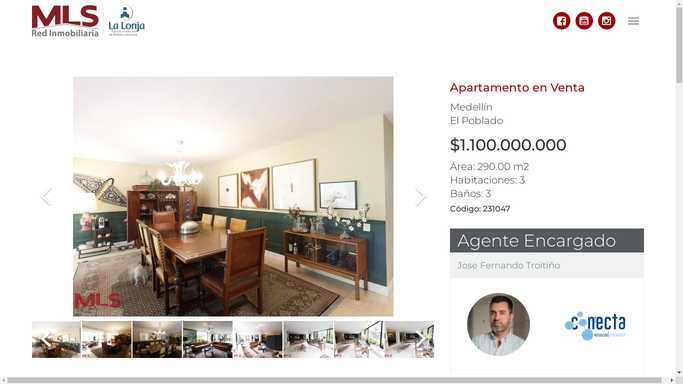 MLS
Red Inmobiliaria
La Lonja
Apartamento en Venta
Medellín
El Poblado
$1.100.000.000
Área: 290.00 m2
Habitaciones: 3
Baños: 3
Código: 231047
MLS
Agente Encargado
Jose Fernando Troitiño
conecta